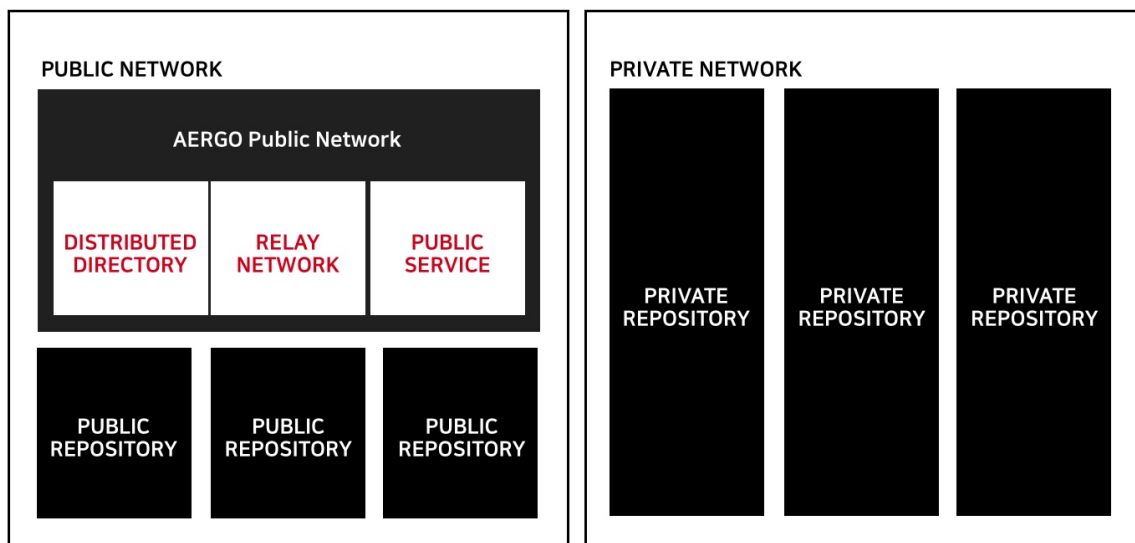 PUBLIC NETWORK
AERGO Public Network
DISTRIBUTED
DIRECTORY
RELAY
NETWORK
PUBLIC
SERVICE
PUBLIC
REPOSITORY
PUBLIC
REPOSITORY
PUBLIC
REPOSITORY
PRIVATE NETWORK
PRIVATE
REPOSITORY
PRIVATE
REPOSITORY
PRIVATE
REPOSITORY